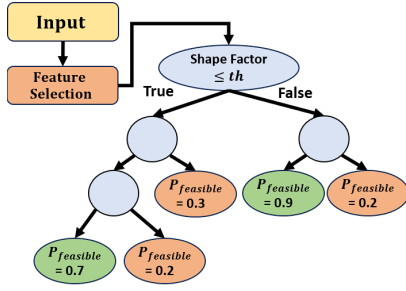 Input
Feature
Selection
Shape Factor
≤ th
True
False
P_feasible
= 0.3
P_feasible
= 0.9
P_feasible
= 0.2
P_feasible
= 0.7
P_feasible
= 0.2